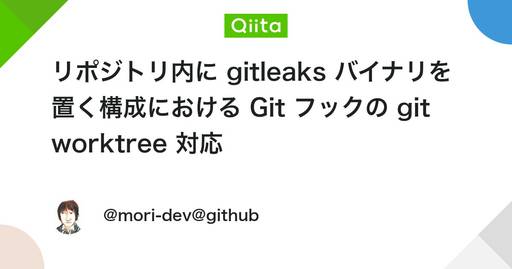 Qiita
リポジトリ内に gitleaks バイナリを
置く構成における Git フックの git
worktree 対応
@mori-dev@github